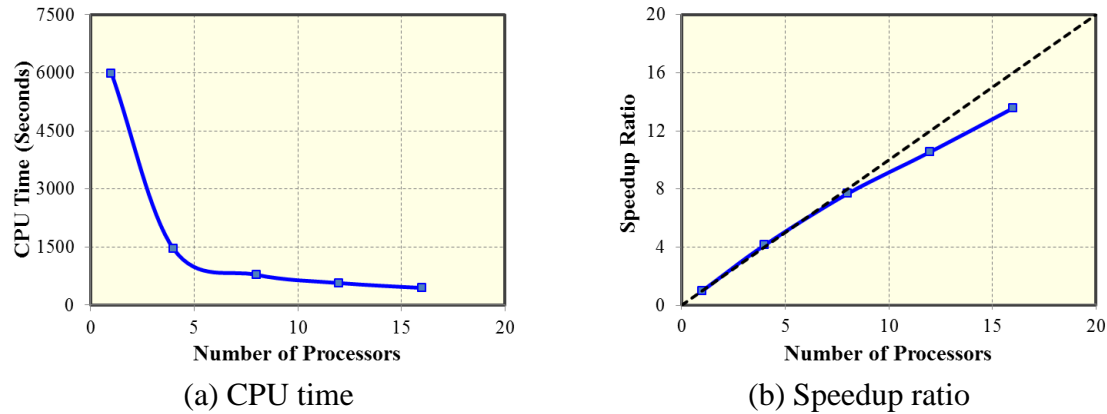 7500
6000
4500
3000
1500
0
CPU Time (Seconds)
0 5 10 15 20
Number of Processors
(a) CPU time
20
16
12
8
4
0
Speedup Ratio
0 5 10 15 20
Number of Processors
(b) Speedup ratio